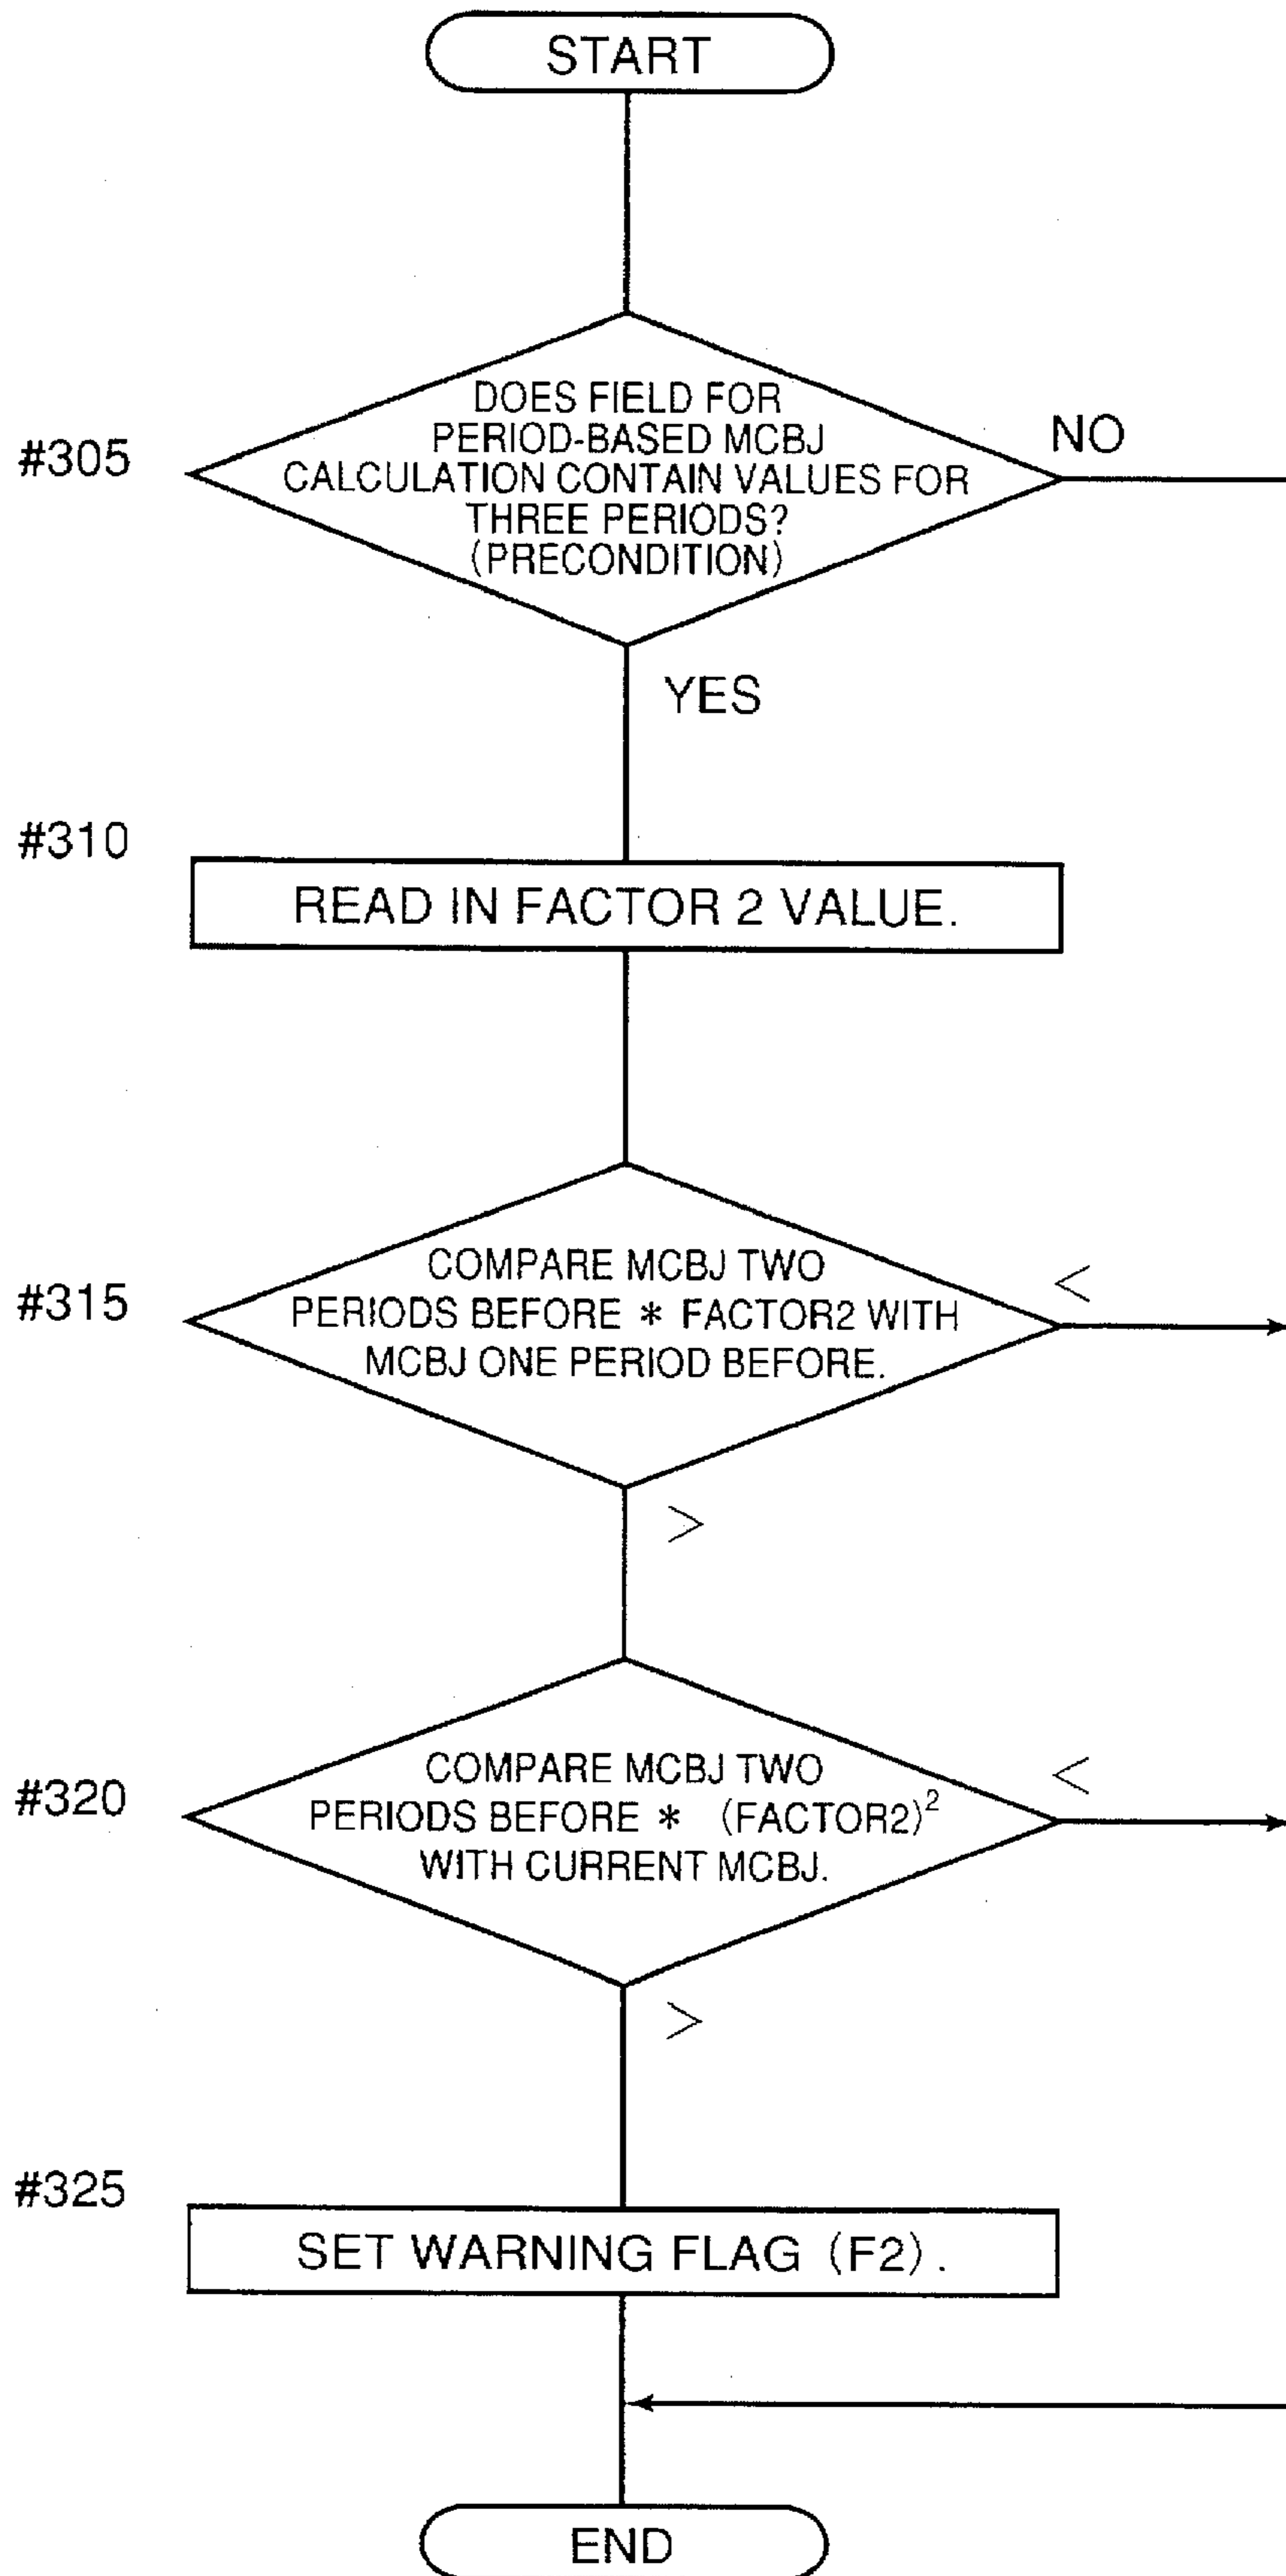 START
#305
DOES FIELD FOR
PERIOD-BASED MCBJ
CALCULATION CONTAIN VALUES FOR
THREE PERIODS?
(PRECONDITION)
NO
YES
#310
READ IN FACTOR 2 VALUE.
#315
COMPARE MCBJ TWO
PERIODS BEFORE * FACTOR2 WITH
MCBJ ONE PERIOD BEFORE.
<
>
#320
COMPARE MCBJ TWO
PERIODS BEFORE * (FACTOR2)²
WITH CURRENT MCBJ.
<
>
#325
SET WARNING FLAG (F2).
END